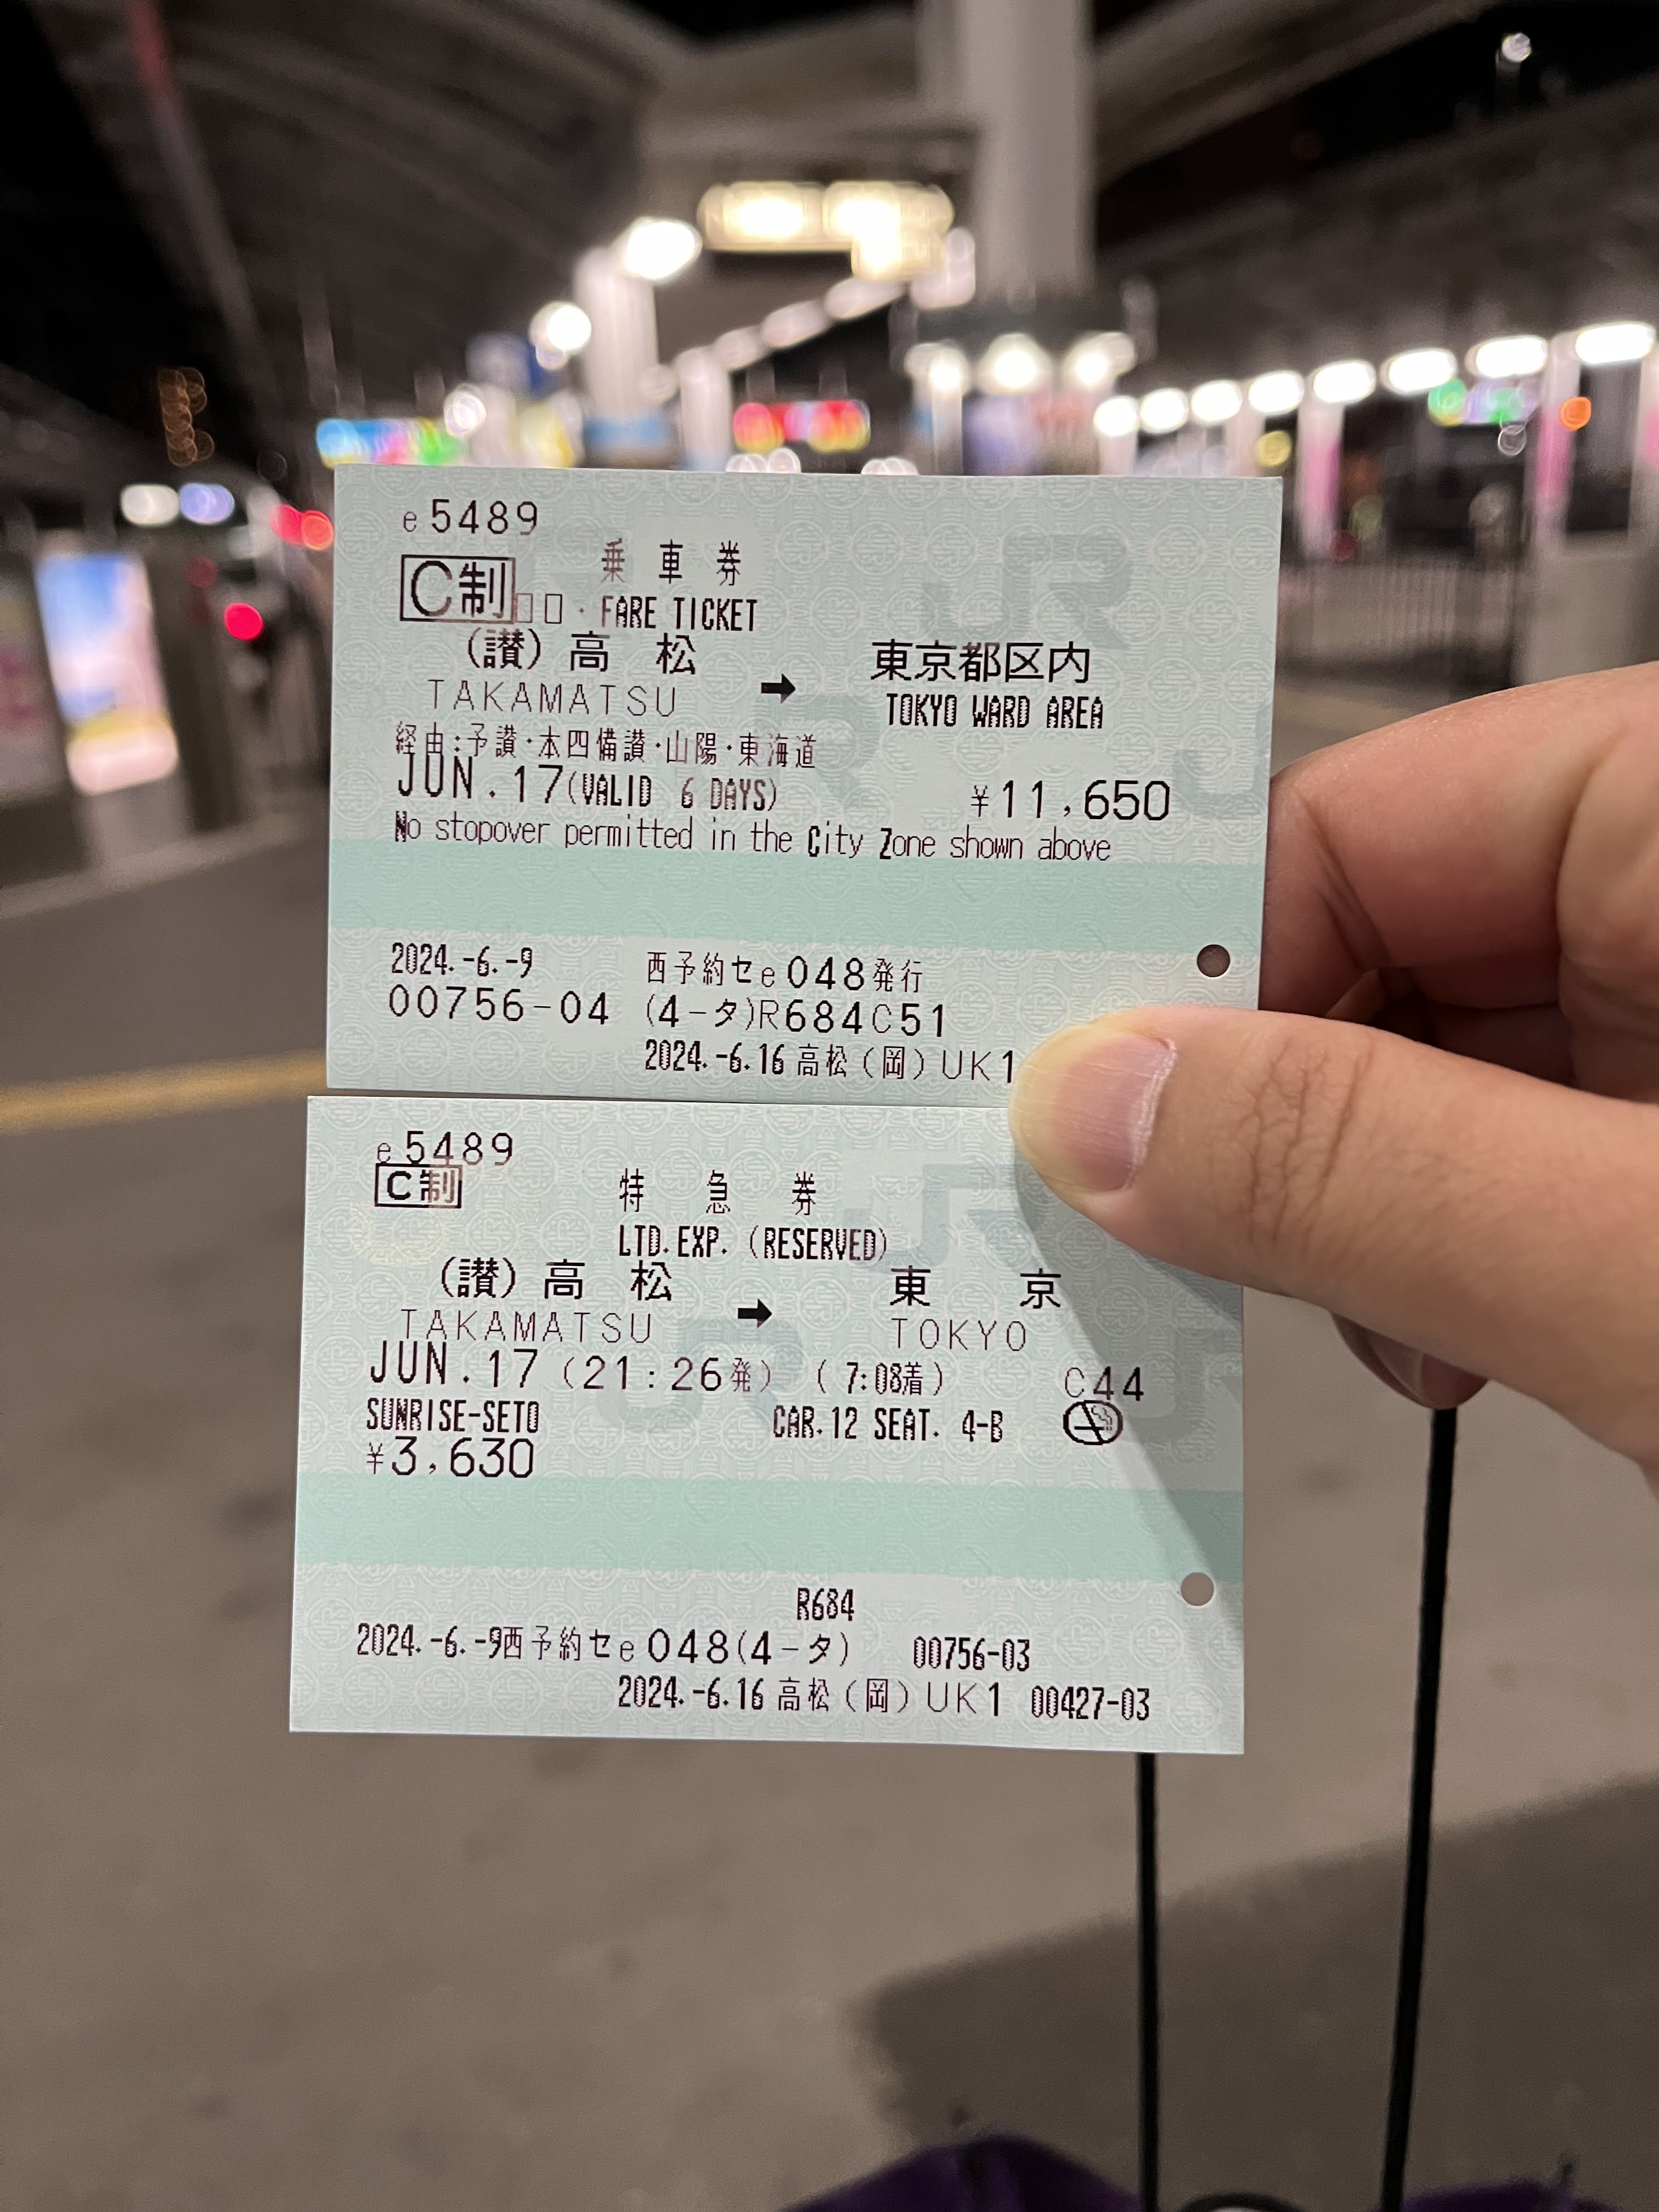 e5489
乗車券
C制 □□・FARE TICKET
(讃)高松 → 東京都区内
TAKAMATSU TOKYO WARD AREA
経由:予讃・本四備讃・山陽・東海道
JUN.17(VALID 6 DAYS) ¥11,650
No stopover permitted in the City Zone shown above
2024.-6.-9 西予約セe048発行
00756-04 (4-タ)R684C51
2024.-6.16 高松(岡)UK1
e5489
C制 特急券
LTD.EXP.(RESERVED)
(讃)高松 → 東京
TAKAMATSU TOKYO
JUN.17(21:26発) (7:08着) C44
SUNRISE-SETO CAR.12 SEAT. 4-B
¥3,630
R684
2024.-6.-9西予約セe048(4-タ) 00756-03
2024.-6.16 高松(岡)UK1 00427-03